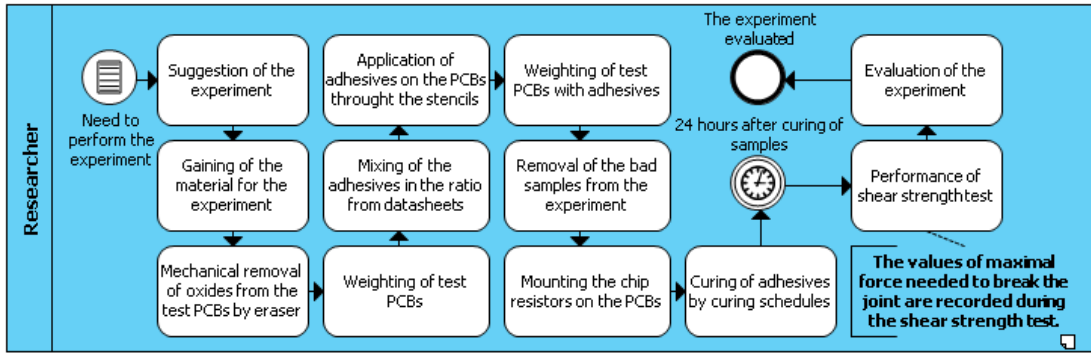 Researcher
Need to
perform the
experiment
Suggestion of the
experiment
Gaining of the
material for the
experiment
Mechanical removal
of oxides from the
test PCBs by eraser
Weighting of test
PCBs
Mixing of the
adhesives in the ratio
from datasheets
Application of
adhesives on the PCBs
throught the stencils
Weighting of test
PCBs with adhesives
Removal of the bad
samples from the
experiment
Mounting the chip
resistors on the PCBs
Curing of adhesives
by curing schedules
24 hours after curing of
samples
Performance of
shear strength test
The values of maximal
force needed to break the
joint are recorded during
the shear strength test.
Evaluation of the
experiment
The experiment
evaluated